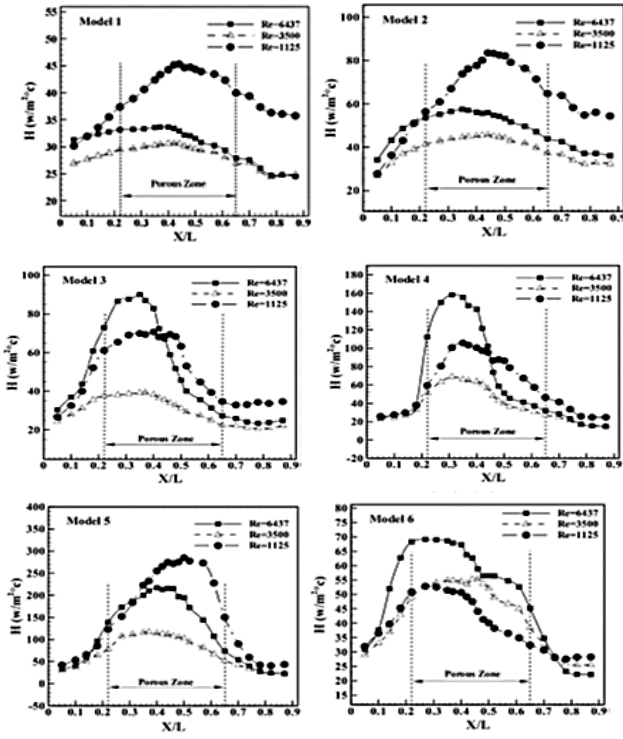 Model 1
Re=6437
Re=3500
Re=1125
H (w/m²°c)
50
45
40
35
30
25
20
15
Porous Zone
0 0.1 0.2 0.3 0.4 0.5 0.6 0.7 0.8 0.9
X/L
Model 2
Re=6437
Re=3500
Re=1125
H (w/m²°c)
100
80
60
40
20
Porous Zone
0 0.1 0.2 0.3 0.4 0.5 0.6 0.7 0.8 0.9
X/L
Model 3
Re=6437
Re=3500
Re=1125
H (w/m²°c)
100
80
60
40
20
Porous Zone
0 0.1 0.2 0.3 0.4 0.5 0.6 0.7 0.8 0.9
X/L
Model 4
Re=6437
Re=3500
Re=1125
H (w/m²°c)
180
160
140
120
100
80
60
40
20
0
-20
Porous Zone
0 0.1 0.2 0.3 0.4 0.5 0.6 0.7 0.8 0.9
X/L
Model 5
Re=6437
Re=3500
Re=1125
H (w/m²°c)
400
350
300
250
200
150
100
50
0
-50
Porous Zone
0 0.1 0.2 0.3 0.4 0.5 0.6 0.7 0.8 0.9
X/L
Model 6
Re=6437
Re=3500
Re=1125
H (w/m²°c)
80
75
70
65
60
55
50
45
40
35
30
25
20
15
Porous Zone
0 0.1 0.2 0.3 0.4 0.5 0.6 0.7 0.8 0.9
X/L